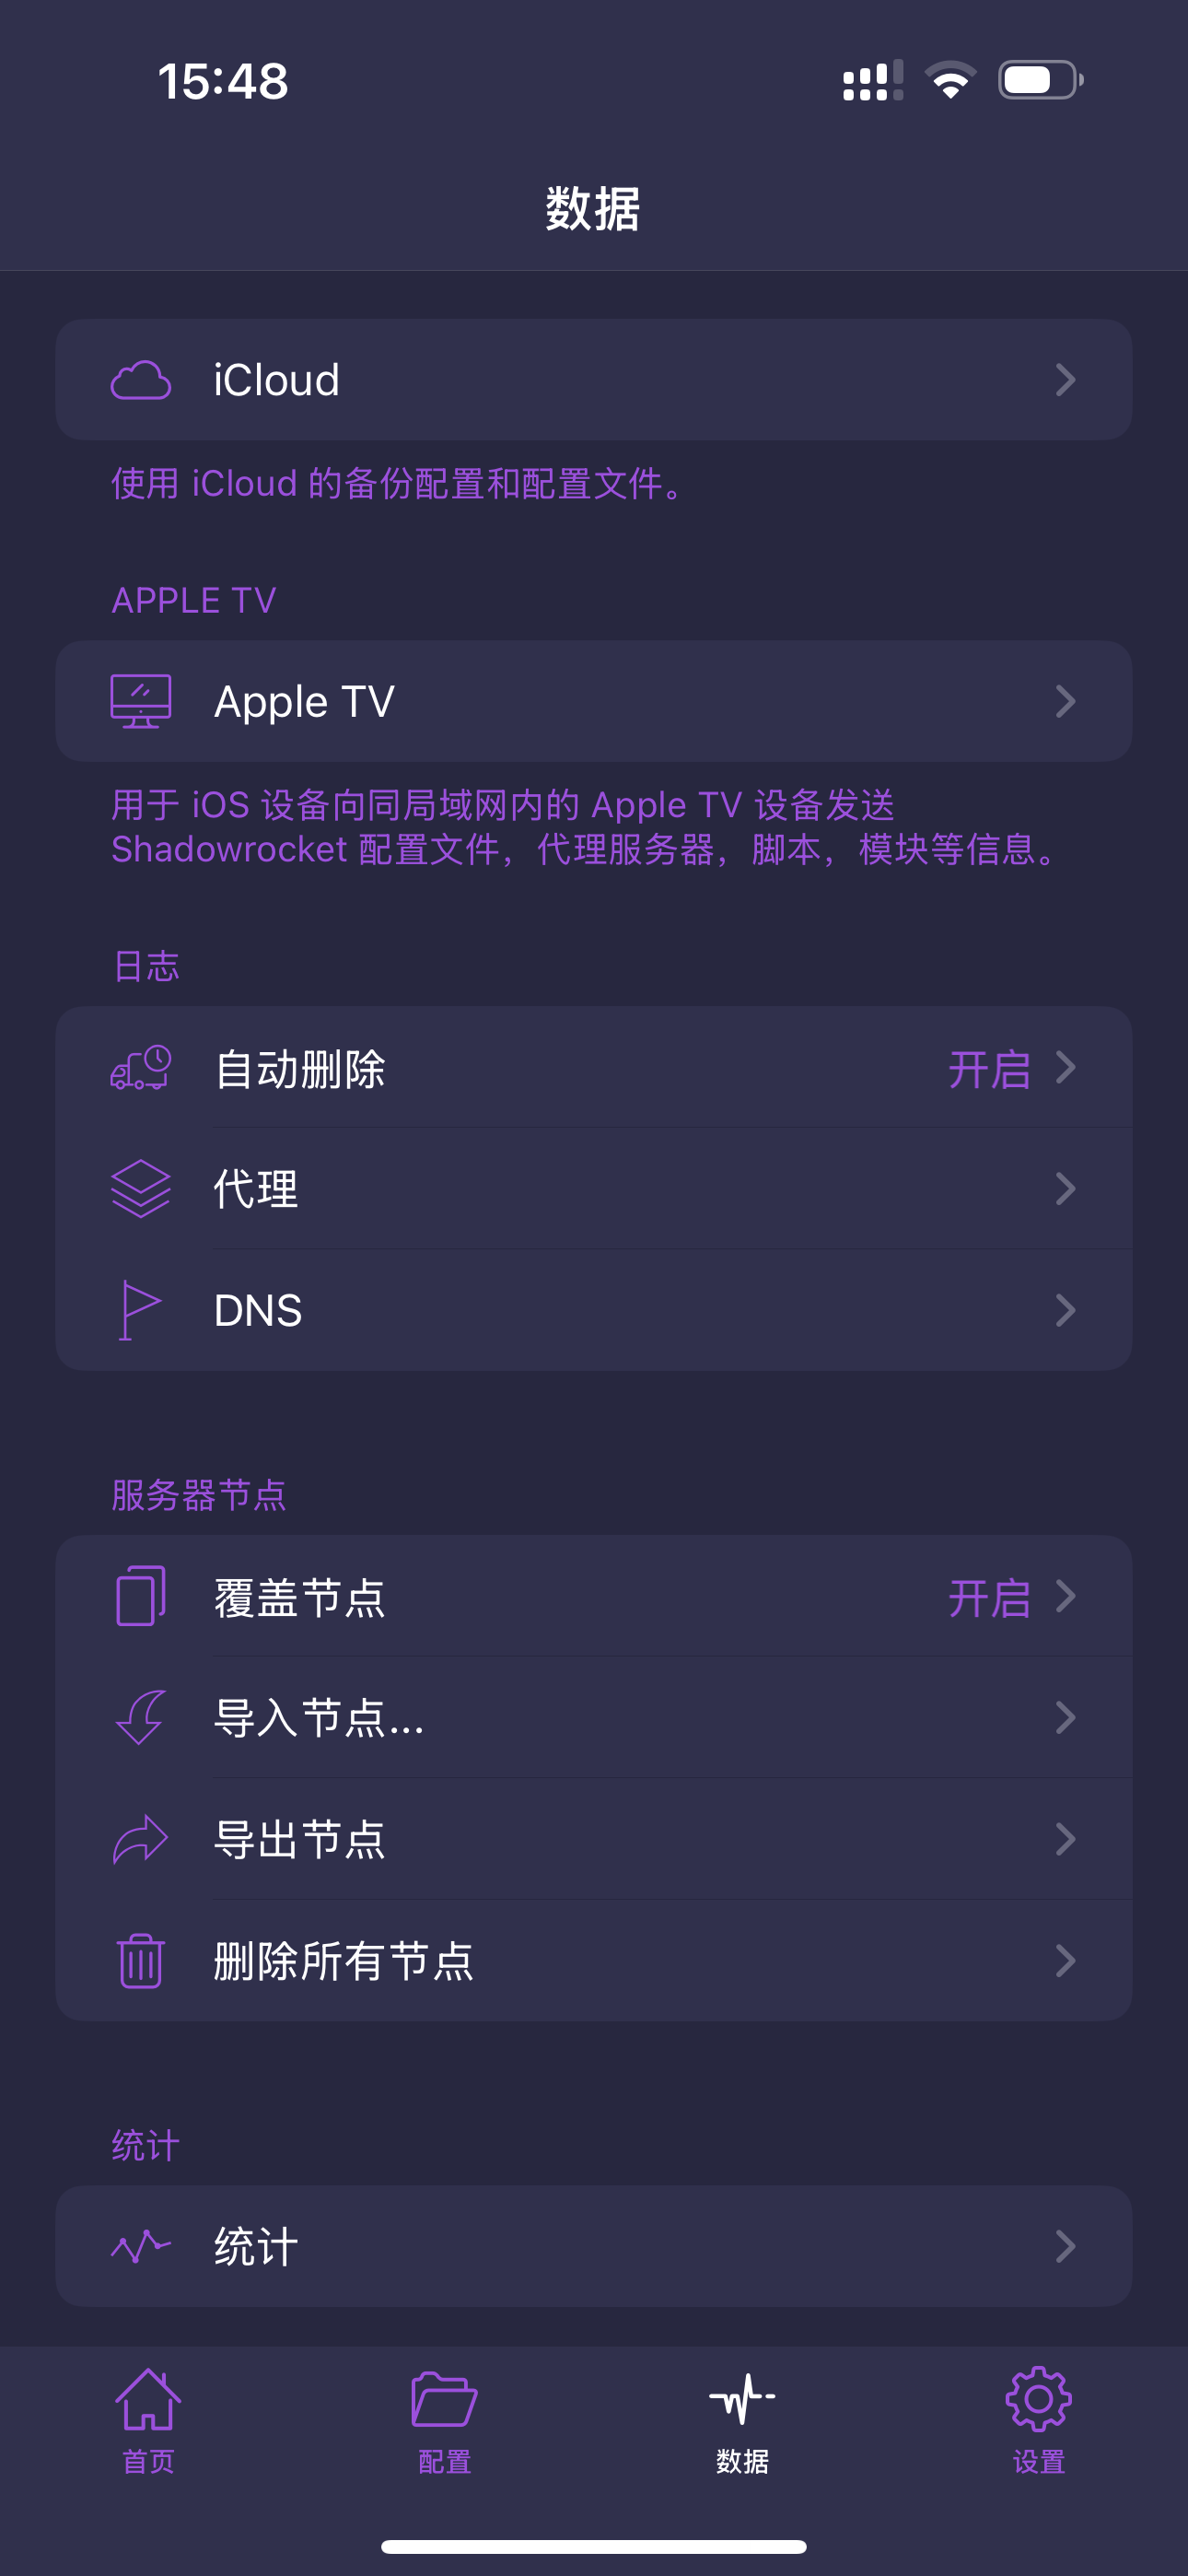 15:48
数据
iCloud
使用 iCloud 的备份配置和配置文件。
APPLE TV
Apple TV
用于 iOS 设备向同局域网内的 Apple TV 设备发送
Shadowrocket 配置文件，代理服务器，脚本，模块等信息。
日志
自动删除 开启
代理
DNS
服务器节点
覆盖节点 开启
导入节点...
导出节点
删除所有节点
统计
统计
首页 配置 数据 设置